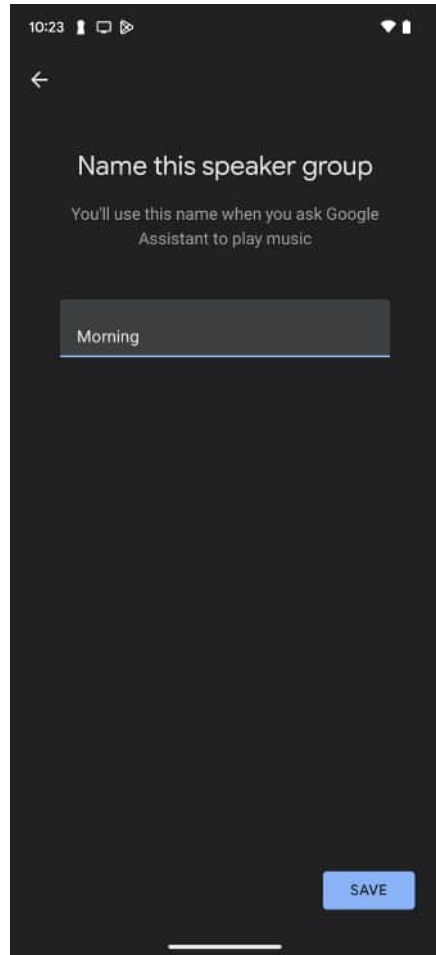 10:23
Name this speaker group
You'll use this name when you ask Google
Assistant to play music
Morning
SAVE